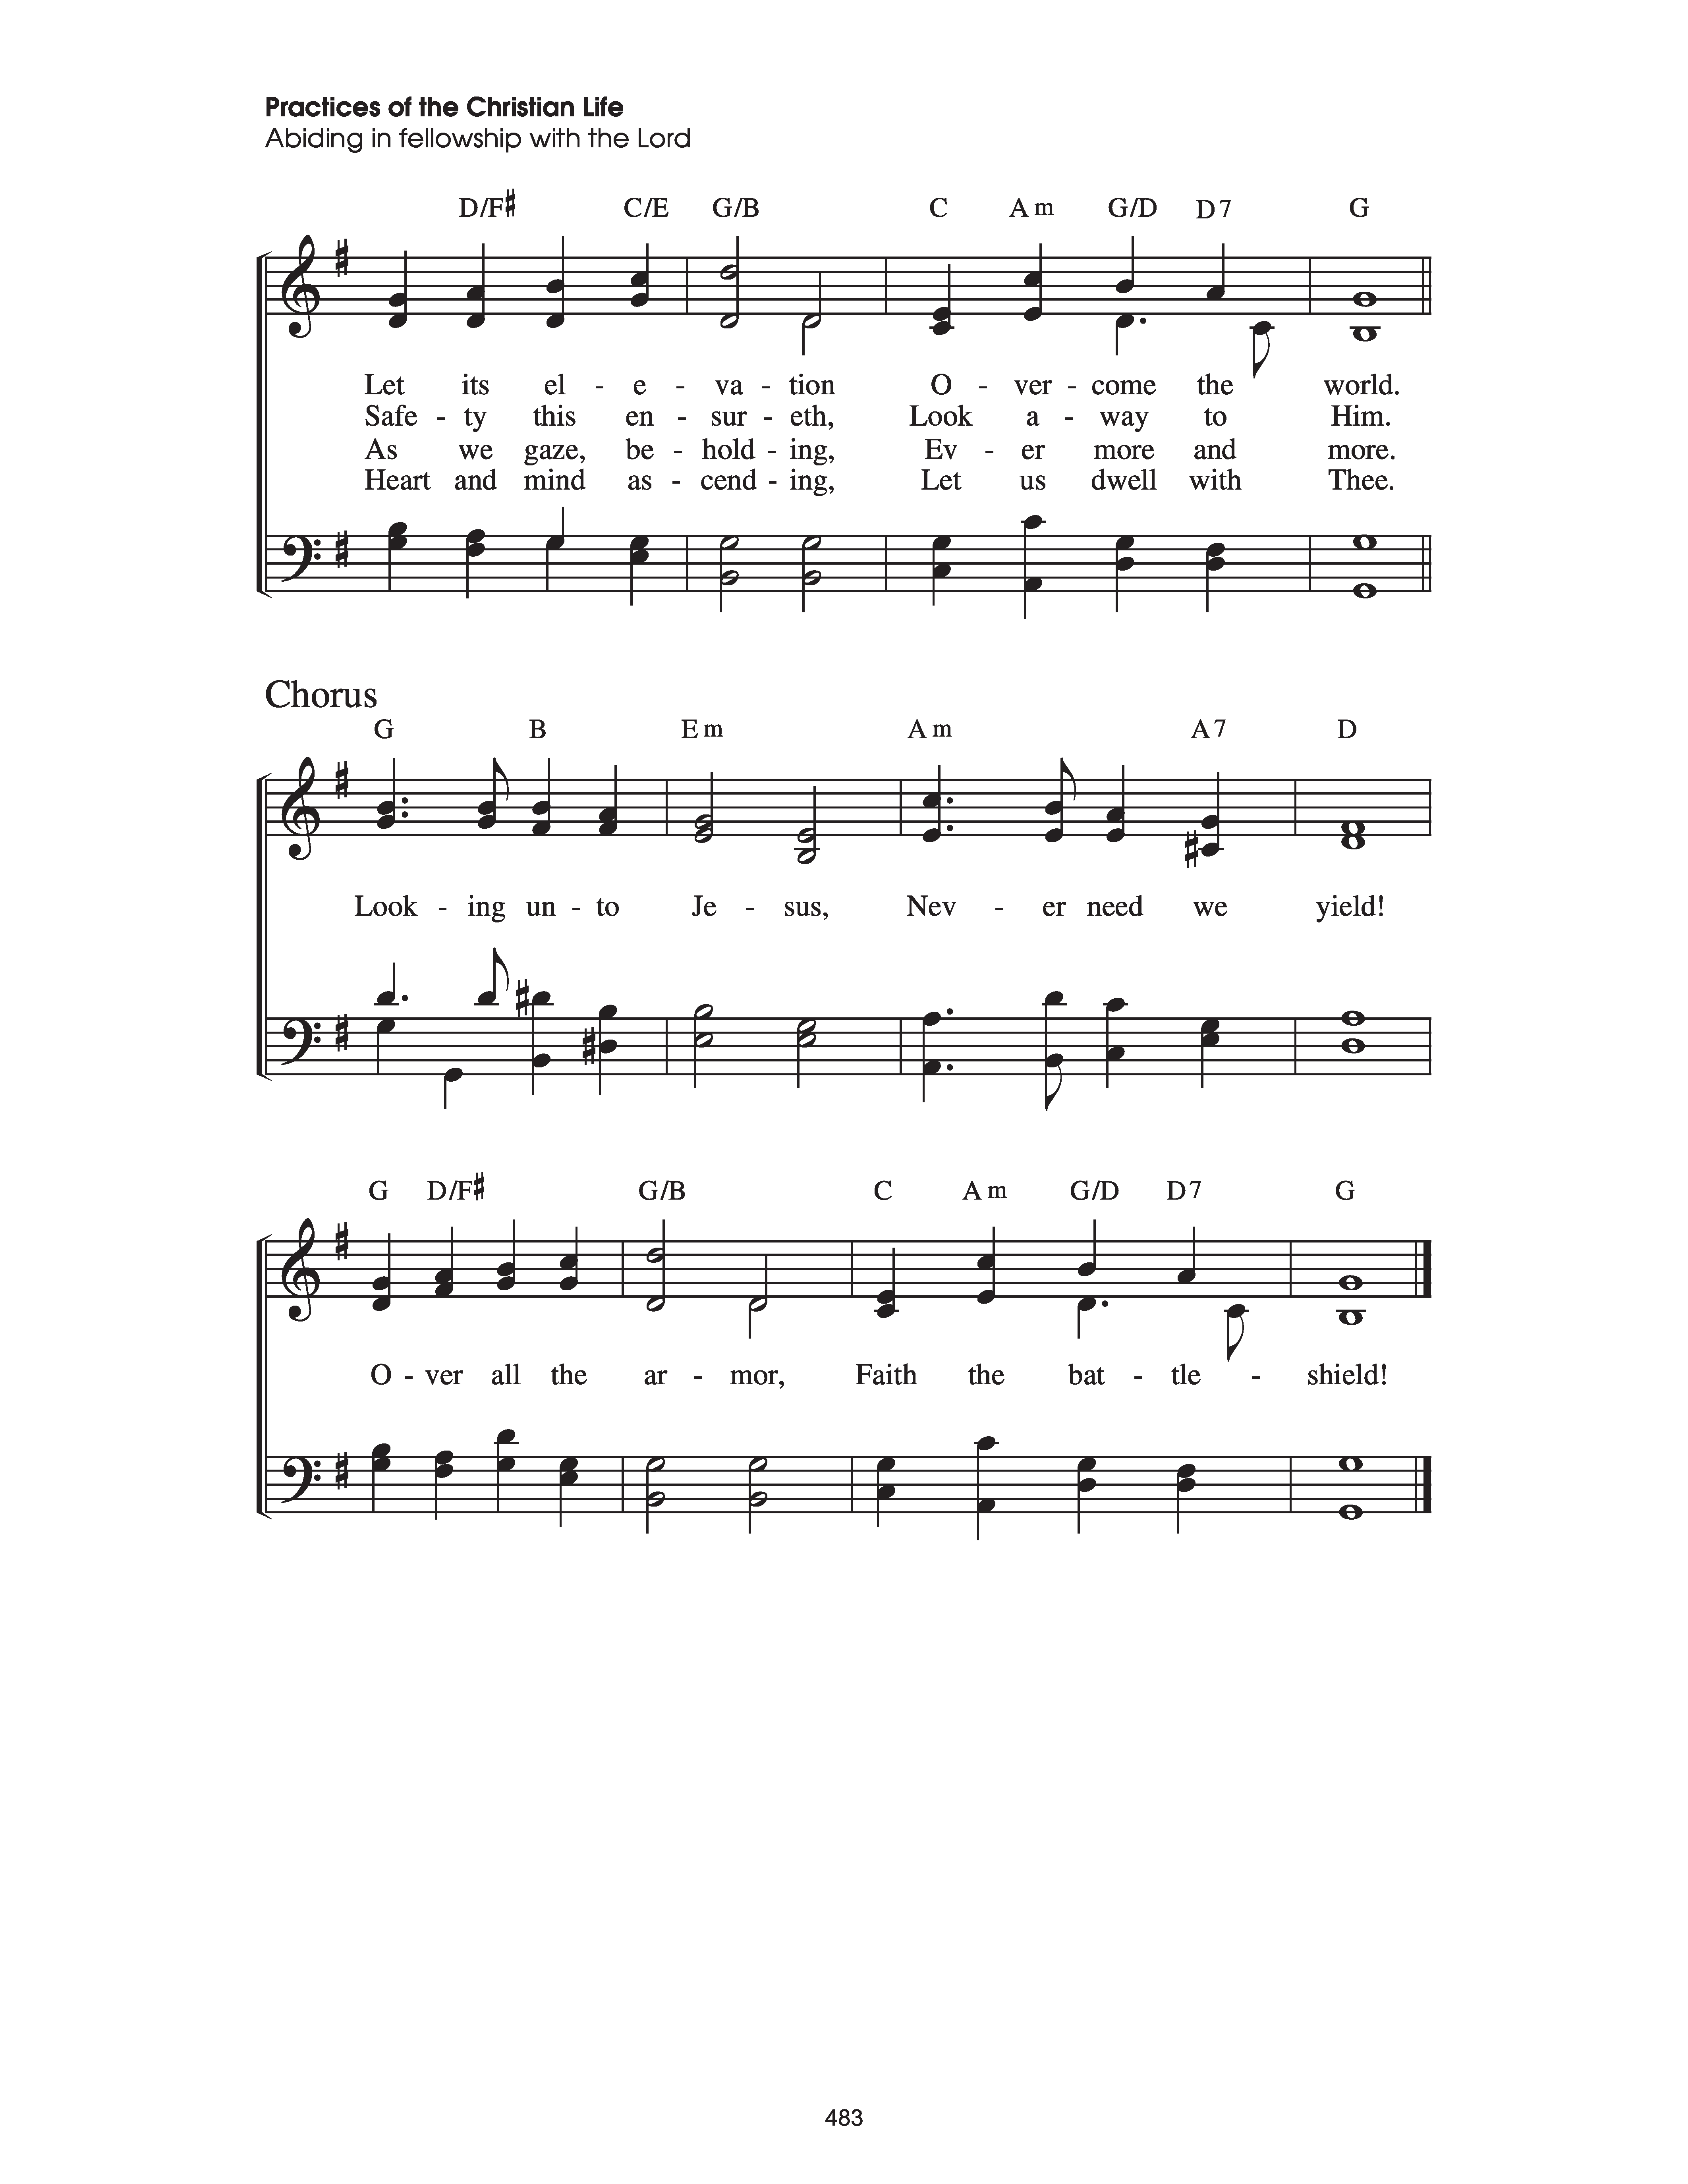 Practices of the Christian Life
Abiding in fellowship with the Lord
D/F♯ C/E G/B C Am G/D D7 G
Let its el - e - va - tion O - ver - come the world.
Safe - ty this en - sur - eth, Look a - way to Him.
As we gaze, be - hold - ing, Ev - er more and more.
Heart and mind as - cend - ing, Let us dwell with Thee.
Chorus
G B Em Am A7 D
Look - ing un - to Je - sus, Nev - er need we yield!
G D/F♯ G/B C Am G/D D7 G
O - ver all the ar - mor, Faith the bat - tle - shield!
483